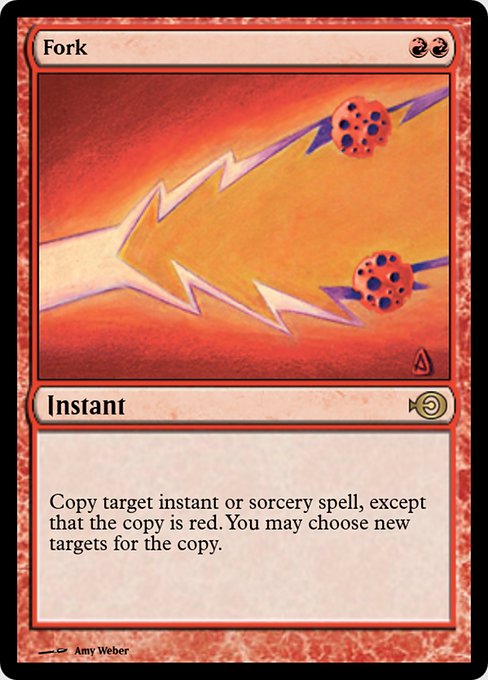 Fork
Instant
Copy target instant or sorcery spell, except
that the copy is red. You may choose new
targets for the copy.
Amy Weber